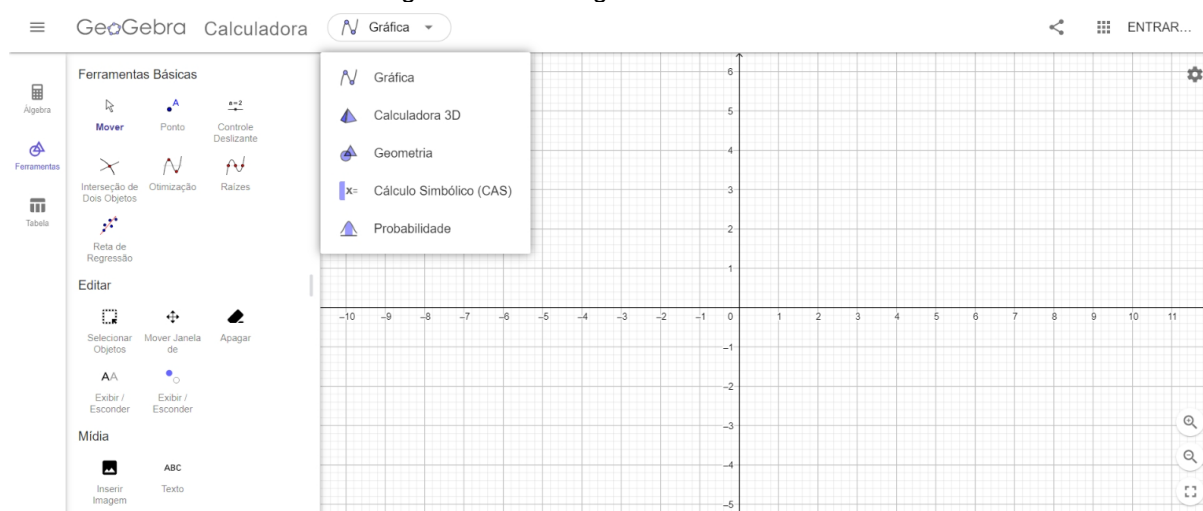 GeoGebra Calculadora Gráfica ENTRAR...
Álgebra
Ferramentas
Tabela
Ferramentas Básicas
Mover
A
Ponto
a=2
Controle
Deslizante
Interseção de
Dois Objetos
Otimização
Raízes
Reta de
Regressão
Editar
Selecionar
Objetos
Mover Janela
de
Apagar
AA
Exibir /
Esconder
Exibir /
Esconder
Mídia
Inserir
Imagem
ABC
Texto
Gráfica
Calculadora 3D
Geometria
X=
Cálculo Simbólico (CAS)
Probabilidade
6
5
4
3
2
1
–10 –9 –8 –7 –6 –5 –4 –3 –2 –1 0 1 2 3 4 5 6 7 8 9 10 11
–1
–2
–3
–4
–5